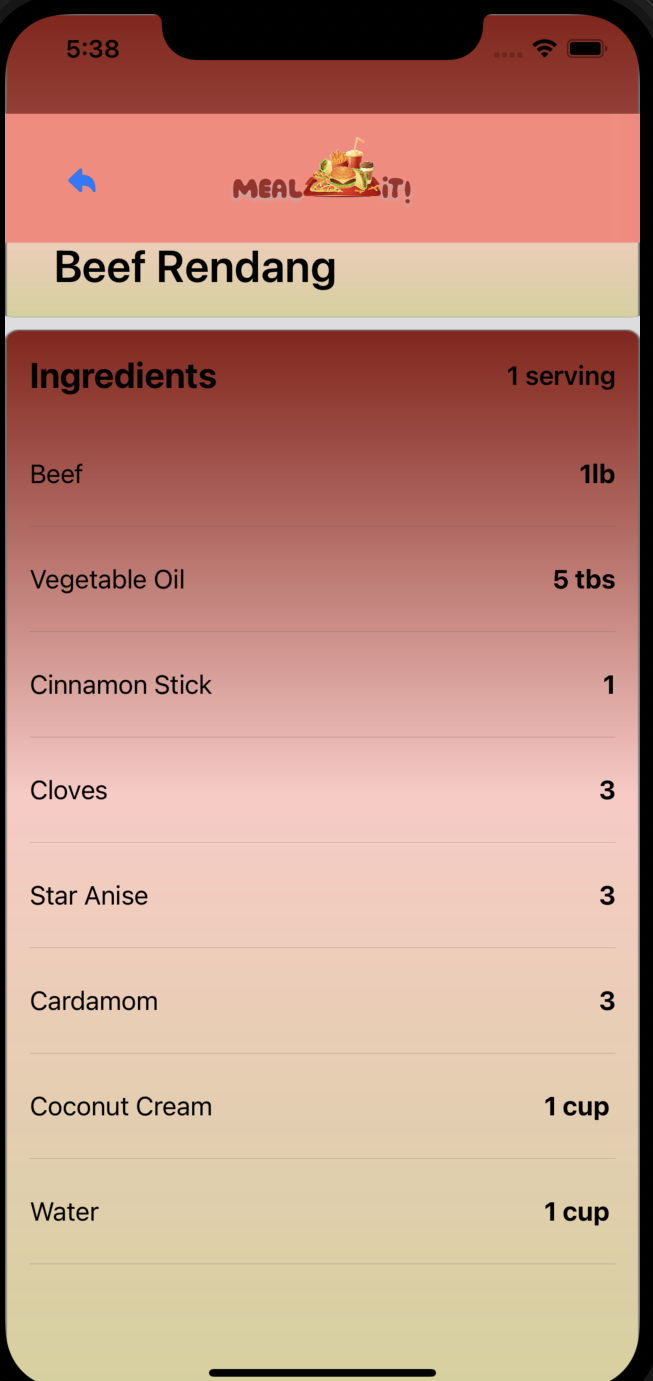 5:38
MEAL iT!
Beef Rendang
Ingredients 1 serving
Beef 1lb
Vegetable Oil 5 tbs
Cinnamon Stick 1
Cloves 3
Star Anise 3
Cardamom 3
Coconut Cream 1 cup
Water 1 cup